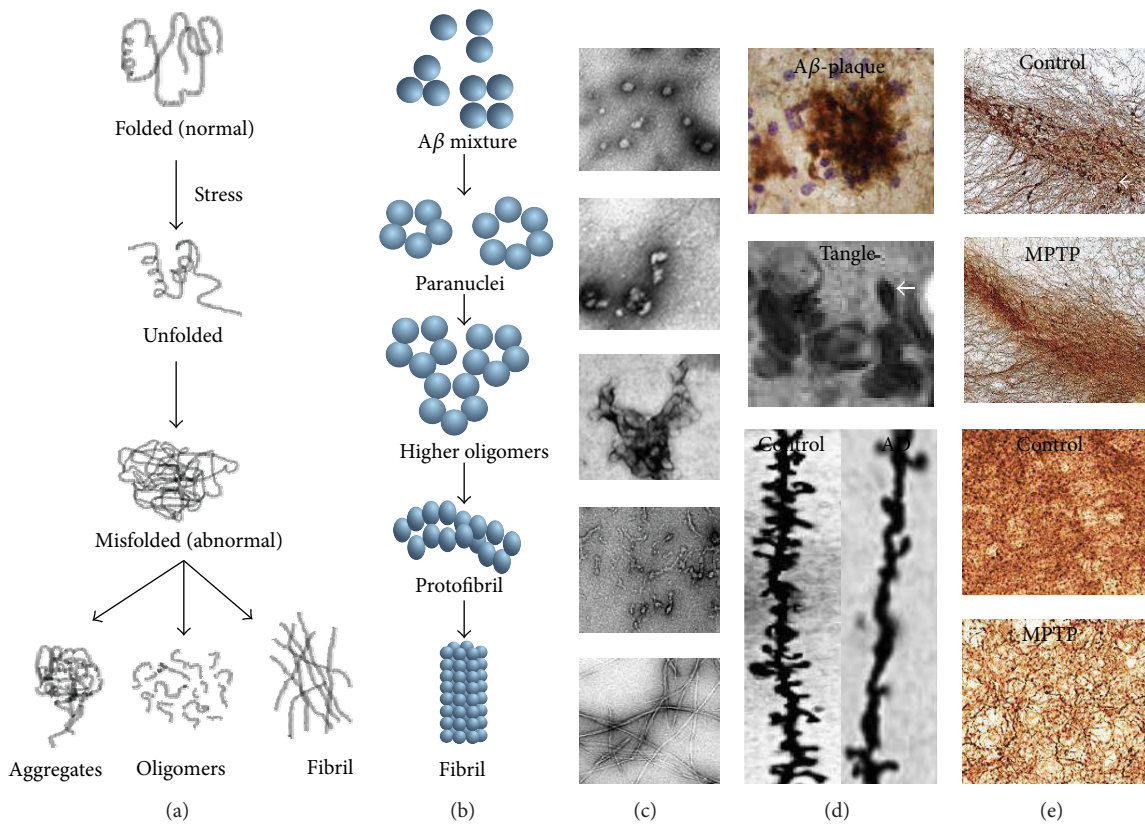 Folded (normal)
Stress
Unfolded
Misfolded (abnormal)
Aggregates
Oligomers
Fibril
(a)
Aβ mixture
Paranuclei
Higher oligomers
Protofibril
Fibril
(b)
(c)
Aβ-plaque
Tangle
Control
AD
(d)
Control
MPTP
Control
MPTP
(e)